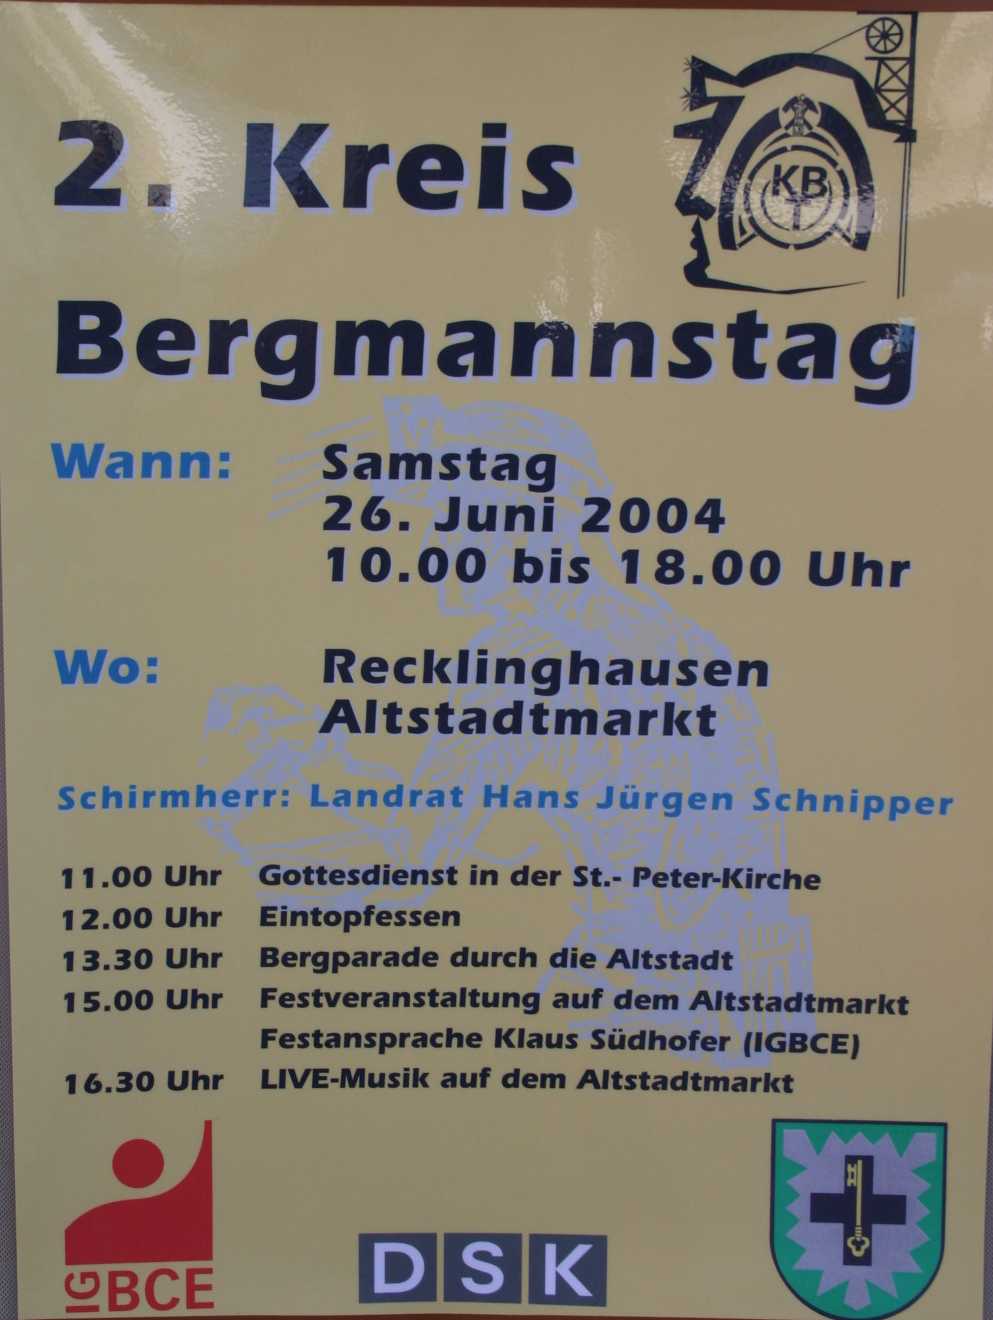 2. Kreis
KB
Bergmannstag
Wann: Samstag
26. Juni 2004
10.00 bis 18.00 Uhr
Wo: Recklinghausen
Altstadtmarkt
Schirmherr: Landrat Hans Jürgen Schnipper
11.00 Uhr Gottesdienst in der St.- Peter-Kirche
12.00 Uhr Eintopfessen
13.30 Uhr Bergparade durch die Altstadt
15.00 Uhr Festveranstaltung auf dem Altstadtmarkt
Festansprache Klaus Südhofer (IGBCE)
16.30 Uhr LIVE-Musik auf dem Altstadtmarkt
IGBCE
DSK